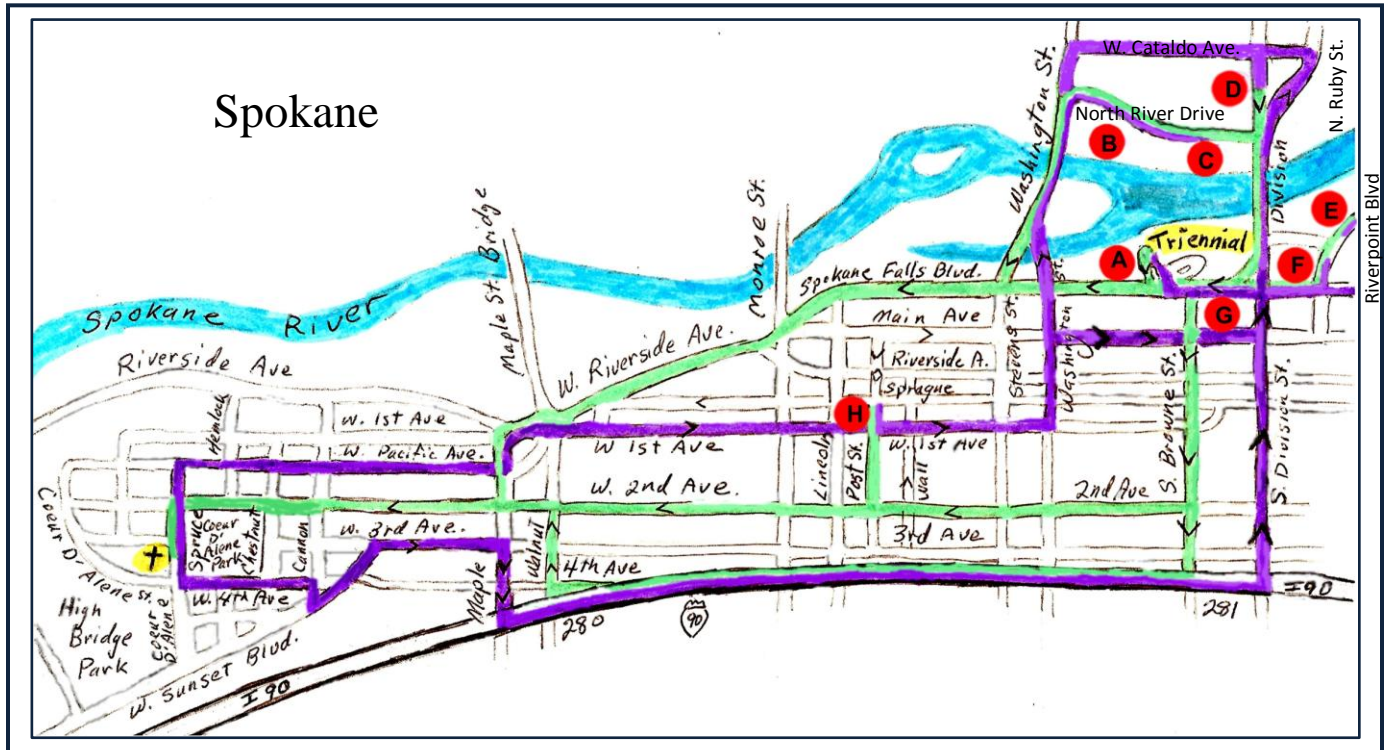 Spokane
W. Cataldo Ave.
N. Ruby St.
Washington St.
D
North River Drive
B
C
Division
Riverpoint Blvd
E
Triennial
A
F
Spokane Falls Blvd.
Maple St. Bridge
Monroe St.
Spokane River
Riverside Ave
W. Riverside Ave.
Main Ave
Riverside A.
Sprague
Stevens St.
Washington St.
G
H
Hemlock
W. 1st Ave
W. Pacific Ave.
W 1st Ave
Lincoln
Post St.
W. 1st Ave
Wall
S. Browne St.
S. Division St.
W. 2nd Ave.
2nd Ave
Coeur D'Alene St.
Spruce
Coeur
D'
Alene
Park
Chestnut
Cannon
W. 3rd Ave.
3rd Ave
Walnut
4th Ave
Maple
W. 4th Ave
High
Bridge
Park
Coeur
D'Alene
W. Sunset Blvd.
I 90
280
90
281
I90